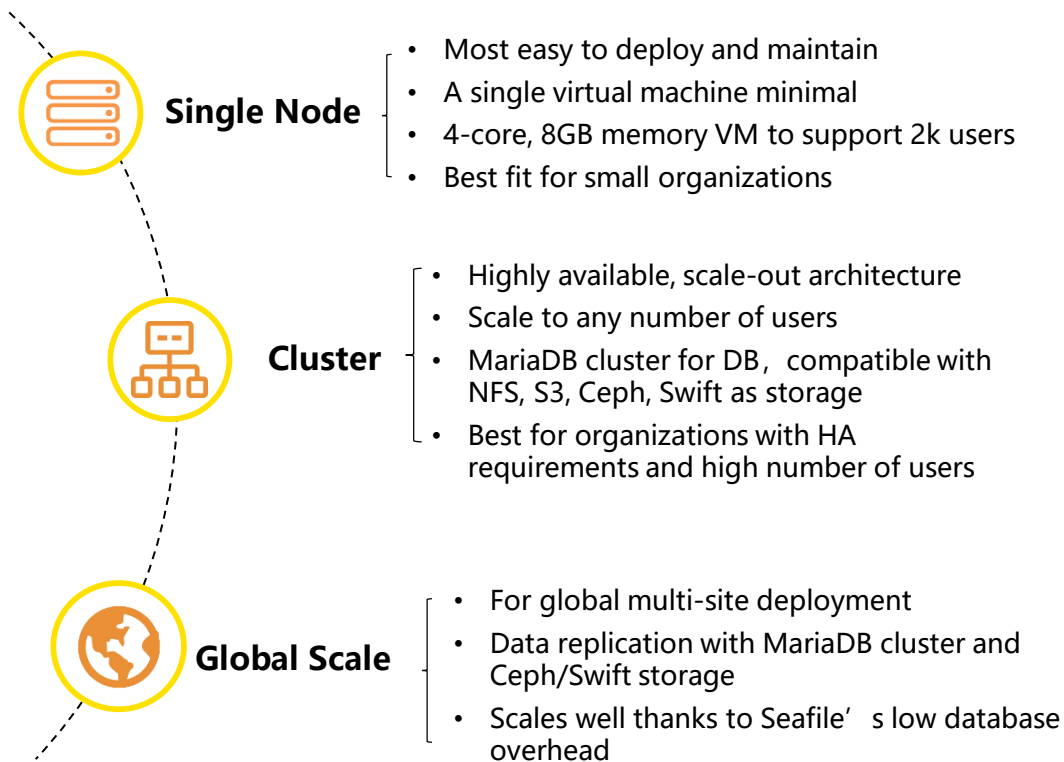 Single Node
• Most easy to deploy and maintain
• A single virtual machine minimal
• 4-core, 8GB memory VM to support 2k users
• Best fit for small organizations
Cluster
• Highly available, scale-out architecture
• Scale to any number of users
• MariaDB cluster for DB，compatible with
NFS, S3, Ceph, Swift as storage
• Best for organizations with HA
requirements and high number of users
Global Scale
• For global multi-site deployment
• Data replication with MariaDB cluster and
Ceph/Swift storage
• Scales well thanks to Seafile’s low database
overhead